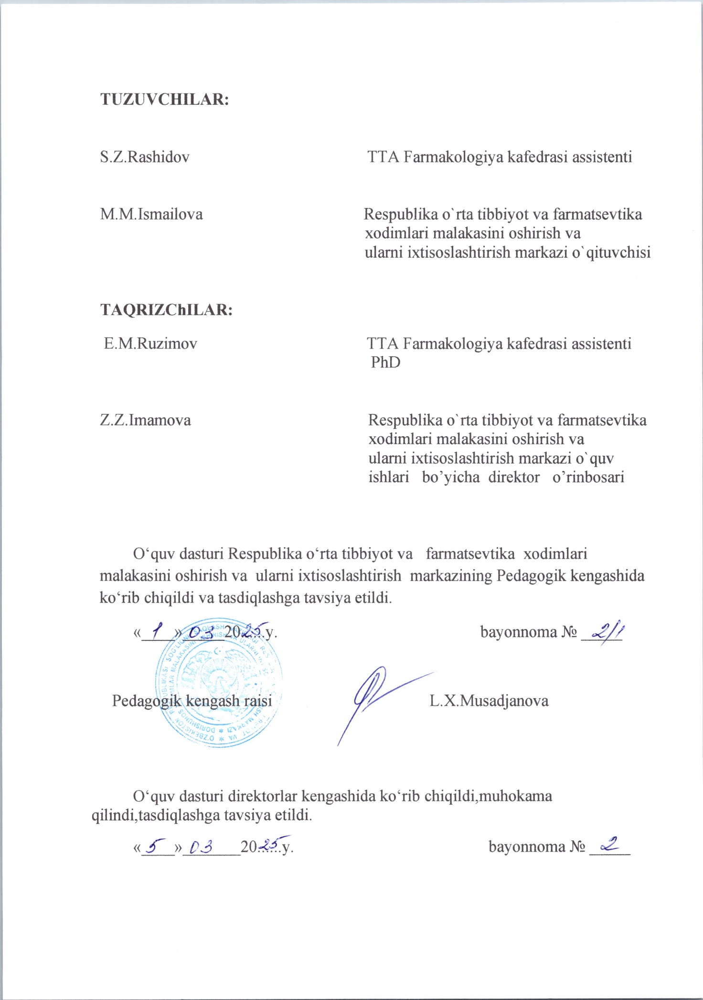 TUZUVCHILAR:
S.Z.Rashidov TTA Farmakologiya kafedrasi assistenti
M.M.Ismailova Respublika o`rta tibbiyot va farmatsevtika
xodimlari malakasini oshirish va
ularni ixtisoslashtirish markazi o`qituvchisi
TAQRIZChILAR:
E.M.Ruzimov TTA Farmakologiya kafedrasi assistenti
PhD
Z.Z.Imamova Respublika o`rta tibbiyot va farmatsevtika
xodimlari malakasini oshirish va
ularni ixtisoslashtirish markazi o`quv
ishlari bo’yicha direktor o’rinbosari
O‘quv dasturi Respublika o‘rta tibbiyot va farmatsevtika xodimlari
malakasini oshirish va ularni ixtisoslashtirish markazining Pedagogik kengashida
ko‘rib chiqildi va tasdiqlashga tavsiya etildi.
«1» 03 2025.y. bayonnoma № 2/1
Pedagogik kengash raisi L.X.Musadjanova
O‘quv dasturi direktorlar kengashida ko‘rib chiqildi,muhokama
qilindi,tasdiqlashga tavsiya etildi.
«5» 03 2025.y. bayonnoma № 2